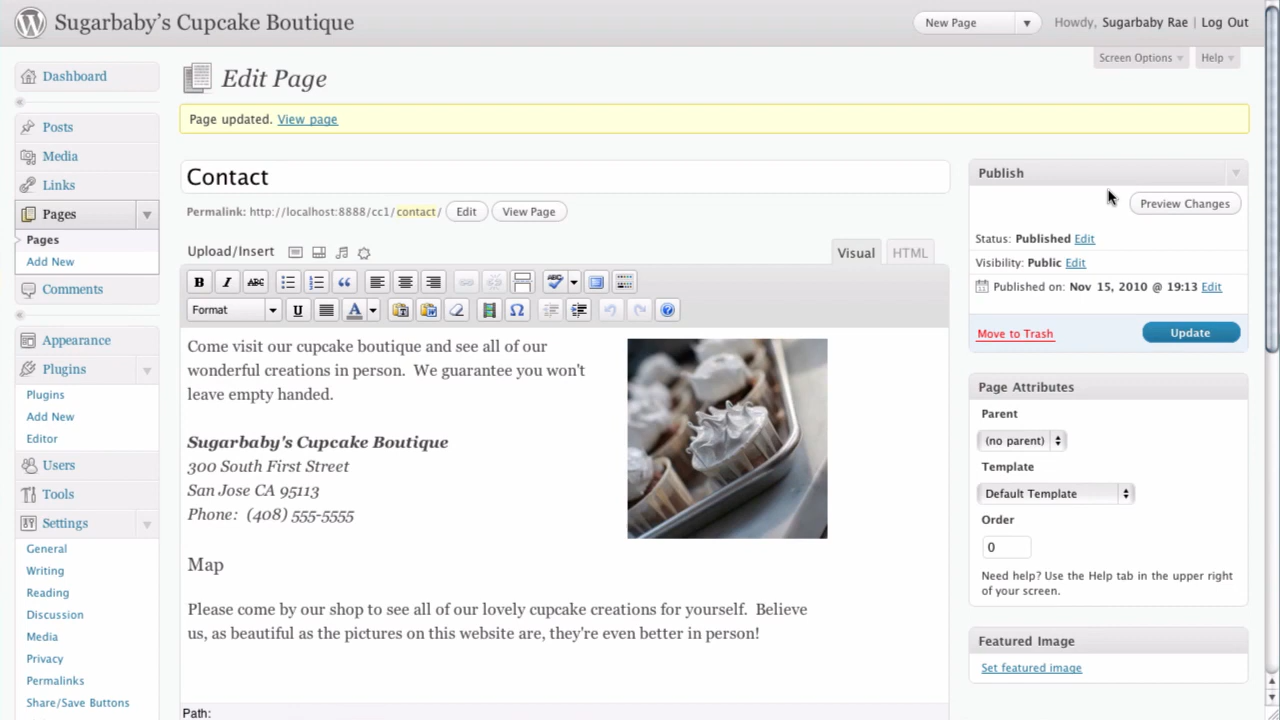 Sugarbaby's Cupcake Boutique
New Page
Howdy, Sugarbaby Rae | Log Out
Screen Options
Help
Dashboard
Posts
Media
Links
Pages
Pages
Add New
Comments
Appearance
Plugins
Plugins
Add New
Editor
Users
Tools
Settings
General
Writing
Reading
Discussion
Media
Privacy
Permalinks
Share/Save Buttons
Edit Page
Page updated. View page
Contact
Permalink: http://localhost:8888/cc1/contact/ Edit View Page
Upload/Insert
Visual HTML
B I ABC ABC
Format U A Ω ?
Come visit our cupcake boutique and see all of our
wonderful creations in person. We guarantee you won't
leave empty handed.
Sugarbaby's Cupcake Boutique
300 South First Street
San Jose CA 95113
Phone: (408) 555-5555
Map
Please come by our shop to see all of our lovely cupcake creations for yourself. Believe
us, as beautiful as the pictures on this website are, they're even better in person!
Path:
Publish
Preview Changes
Status: Published Edit
Visibility: Public Edit
Published on: Nov 15, 2010 @ 19:13 Edit
Move to Trash
Update
Page Attributes
Parent
(no parent)
Template
Default Template
Order
0
Need help? Use the Help tab in the upper right
of your screen.
Featured Image
Set featured image